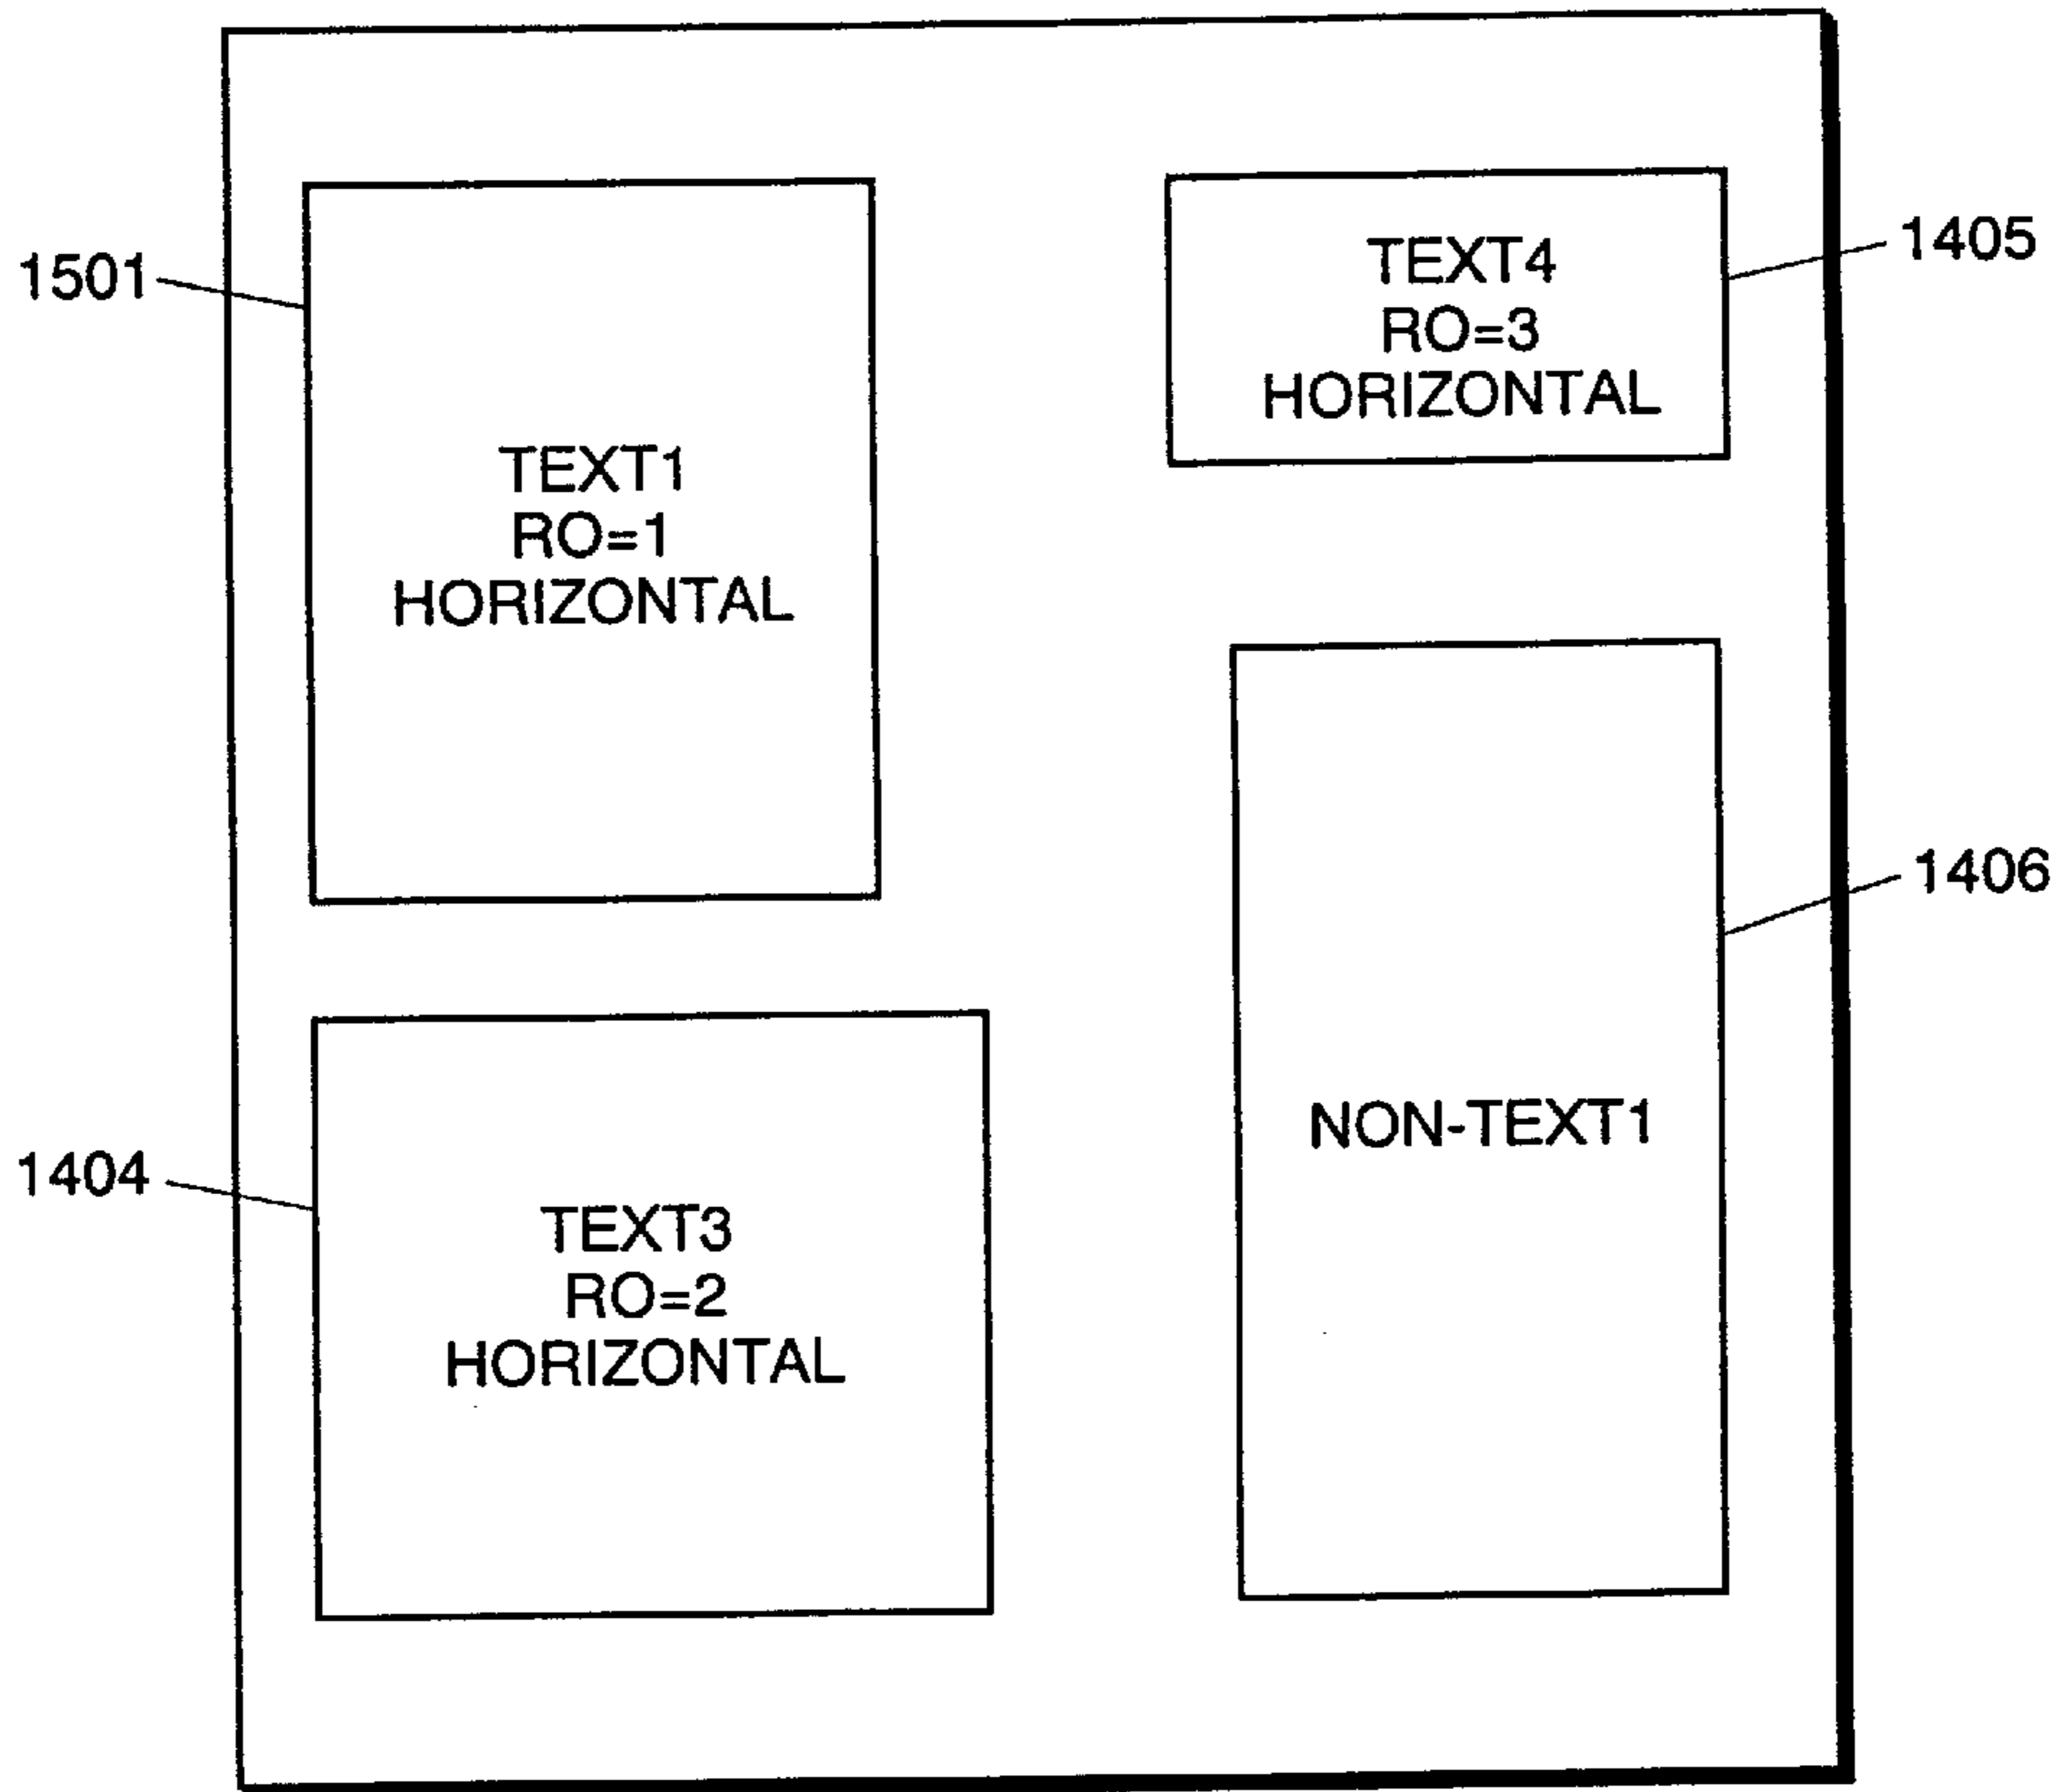 1501
TEXT1
RO=1
HORIZONTAL
1404
TEXT3
RO=2
HORIZONTAL
TEXT4
RO=3
HORIZONTAL
1405
NON-TEXT1
1406